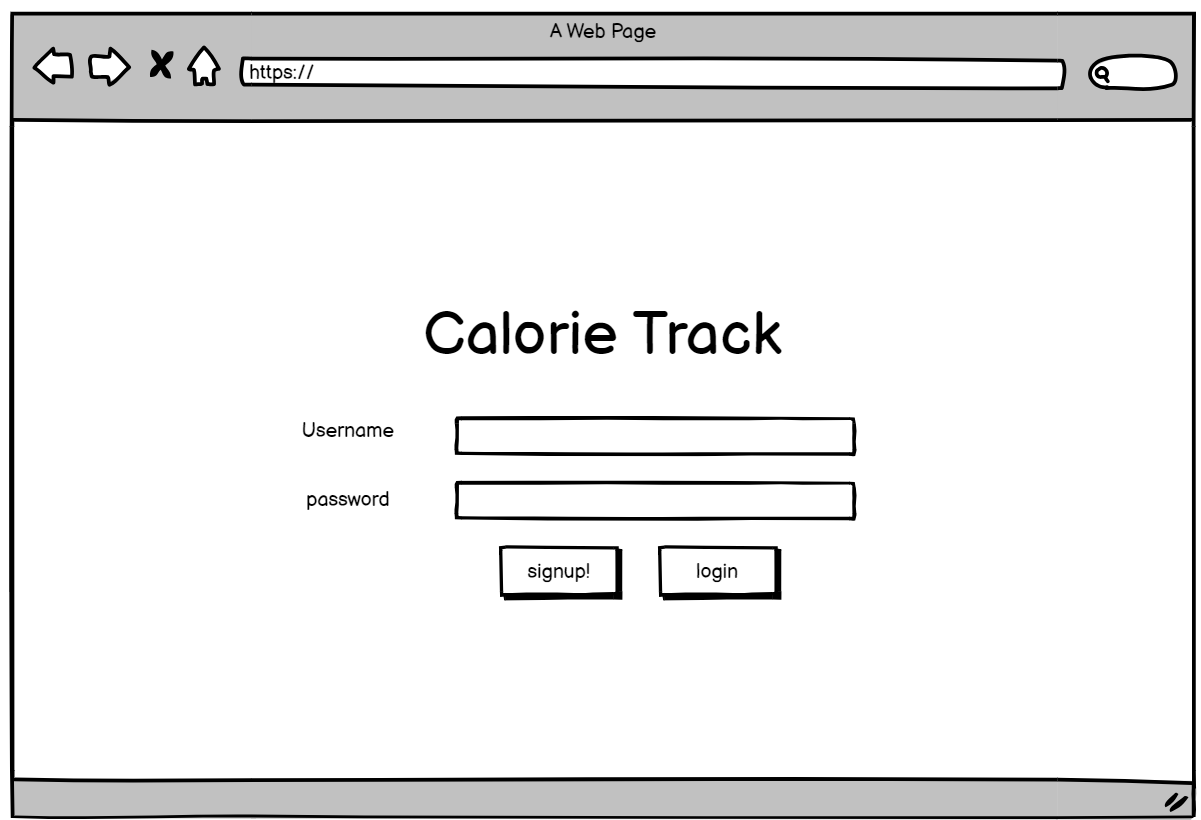 A Web Page
https://
Calorie Track
Username
password
signup!
login